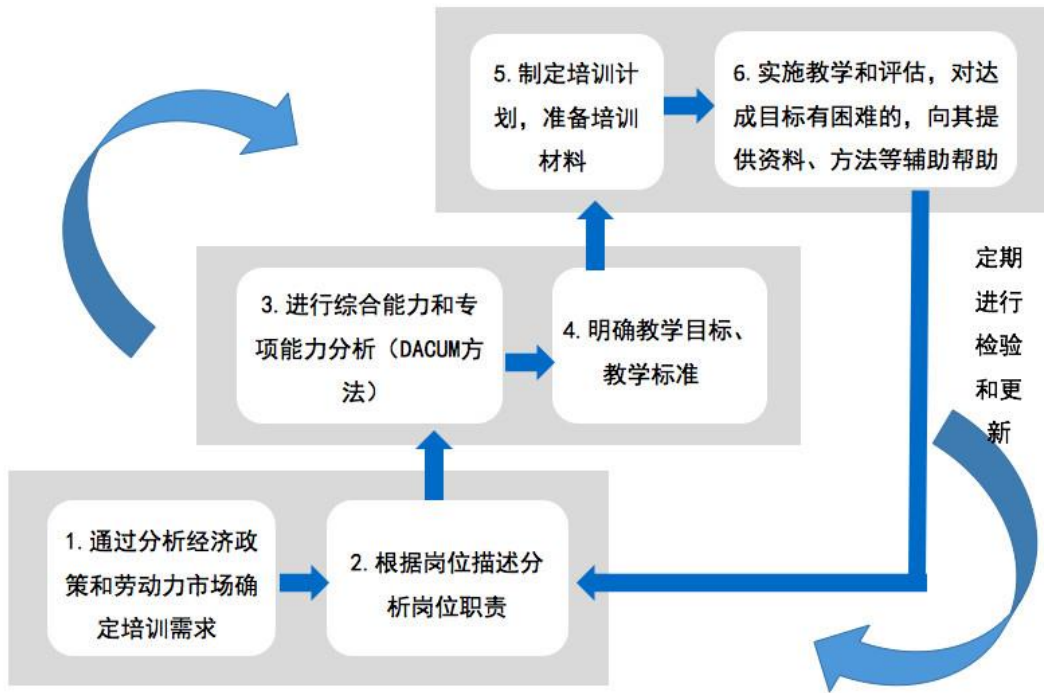 5.制定培训计
划，准备培训
材料
6.实施教学和评估，对达
成目标有困难的，向其提
供资料、方法等辅助帮助
3.进行综合能力和专
项能力分析（DACUM方
法）
4.明确教学目标、
教学标准
定期
进行
检验
和更
新
1.通过分析经济政
策和劳动力市场确
定培训需求
2.根据岗位描述分
析岗位职责